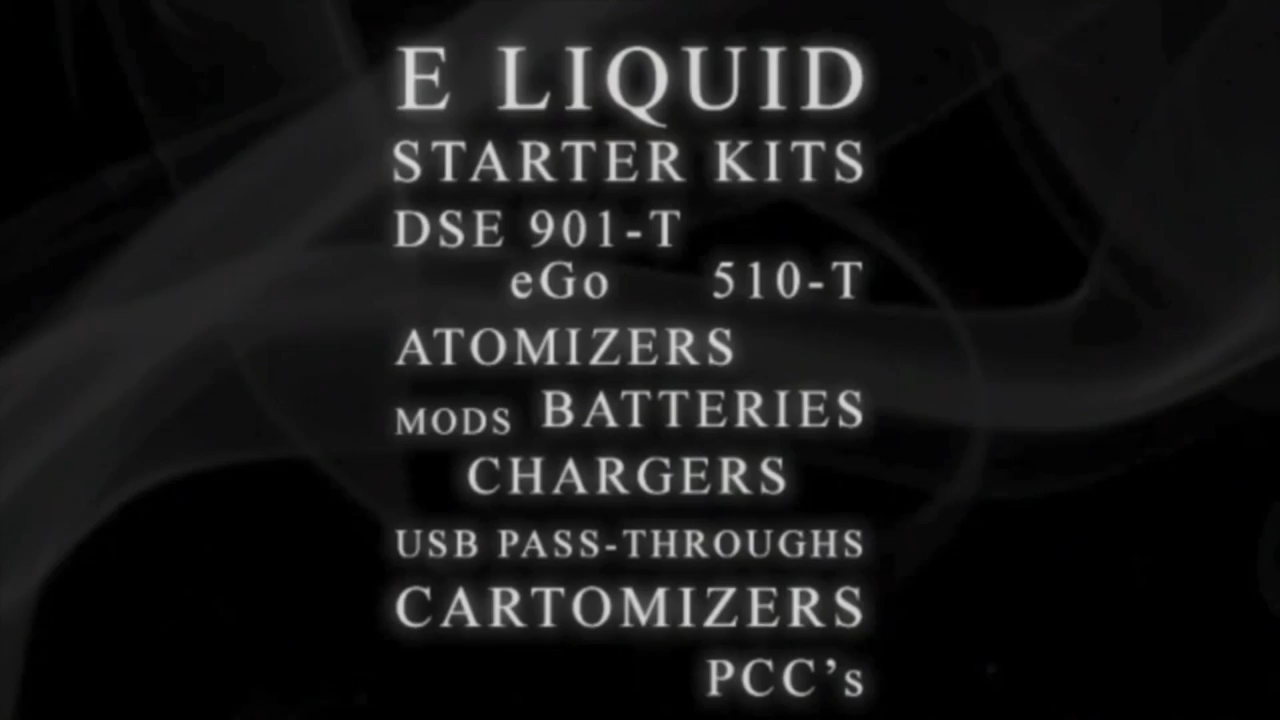 E LIQUID
STARTER KITS
DSE 901-T
eGo 510-T
ATOMIZERS
MODS BATTERIES
CHARGERS
USB PASS-THROUGHS
CARTOMIZERS
PCC's